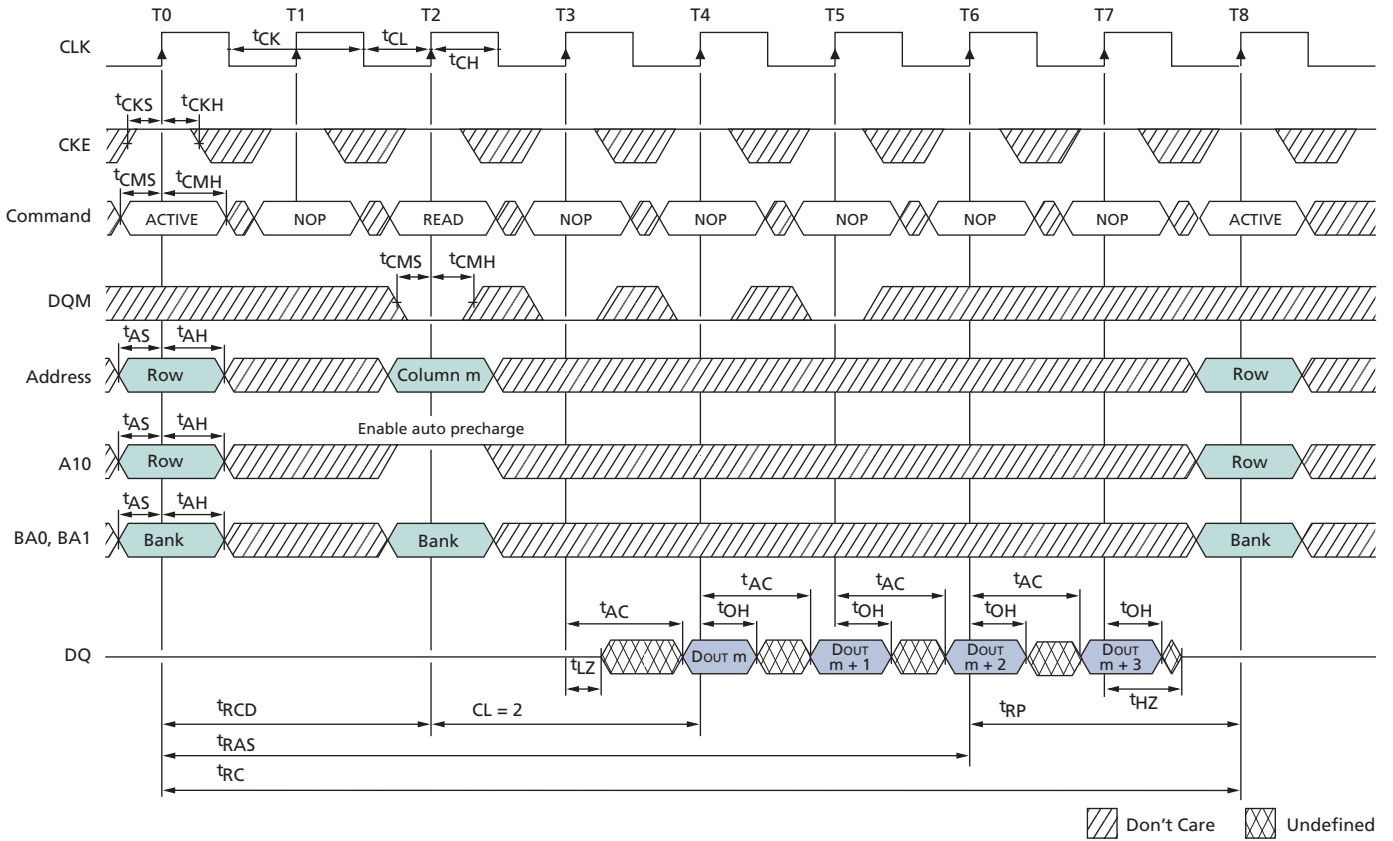 T0 T1 T2 T3 T4 T5 T6 T7 T8
CLK
tCK tCL
tCH
tCKS tCKH
CKE
tCMS tCMH
Command ACTIVE NOP READ NOP NOP NOP NOP NOP ACTIVE
tCMS tCMH
DQM
tAS tAH
Address Row Column m Row
tAS tAH
Enable auto precharge
A10 Row Row
tAS tAH
BA0, BA1 Bank Bank Bank
tAC tAC tAC
tAC tOH tOH tOH tOH
DQ DOUT m DOUT m + 1 DOUT m + 2 DOUT m + 3
tLZ
tHZ
tRCD CL = 2 tRP
tRAS
tRC
Don't Care Undefined